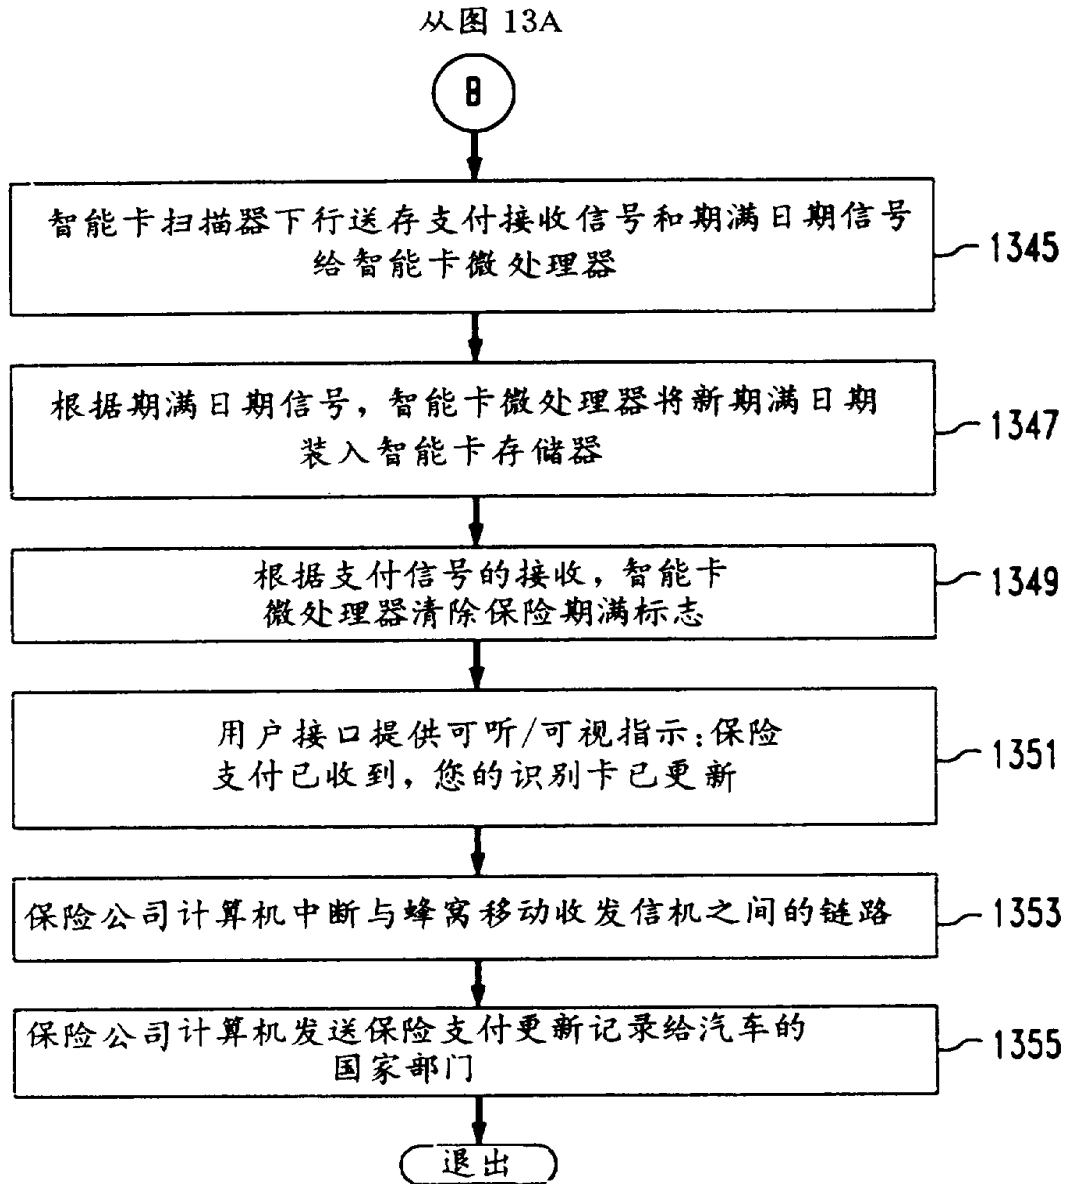 从图 13A
B
智能卡扫描器下行送存支付接收信号和期满日期信号
给智能卡微处理器
1345
根据期满日期信号，智能卡微处理器将新期满日期
装入智能卡存储器
1347
根据支付信号的接收，智能卡
微处理器清除保险期满标志
1349
用户接口提供可听/可视指示：保险
支付已收到，您的识别卡已更新
1351
保险公司计算机中断与蜂窝移动收发信机之间的链路
1353
保险公司计算机发送保险支付更新记录给汽车的
国家部门
1355
退出